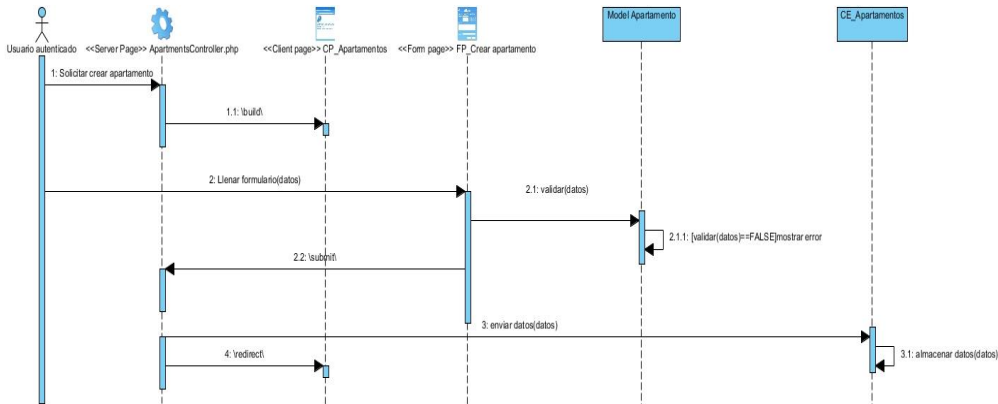 Model Apartamento
CE_Apartamentos
Usuario autenticado
<<Server Page>> ApartmentsController.php
<<Client page>> CP_Apartamentos
<<Form page>> FP_Crear apartamento
1: Solicitar crear apartamento
1.1: \build\
2: Llenar formulario(datos)
2.1: validar(datos)
2.1.1: [validar(datos)==FALSE]mostrar error
2.2: \submit\
3: enviar datos(datos)
4: \redirect\
3.1: almacenar datos(datos)